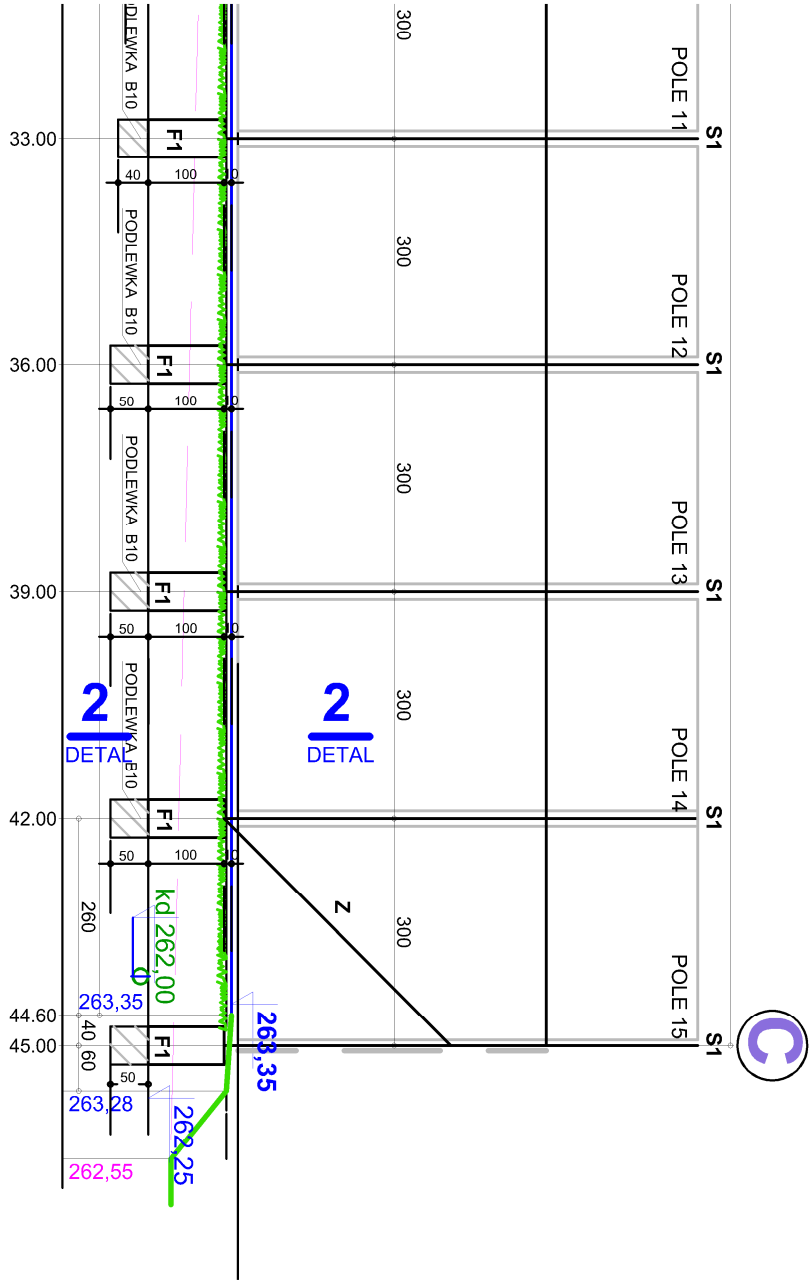 300
POLE 11
S1
PODLEWKA B10
33.00
F1
40
100
300
POLE 12
S1
PODLEWKA B10
36.00
F1
50
100
300
POLE 13
S1
PODLEWKA B10
39.00
F1
50
100
2
DETAL
2
DETAL
300
POLE 14
S1
PODLEWKA B10
42.00
F1
50
100
Z
260
kd 262,00
300
POLE 15
S1
263,35
263,35
44.60
45.00
40
60
F1
C
50
263,28
262,25
262,55